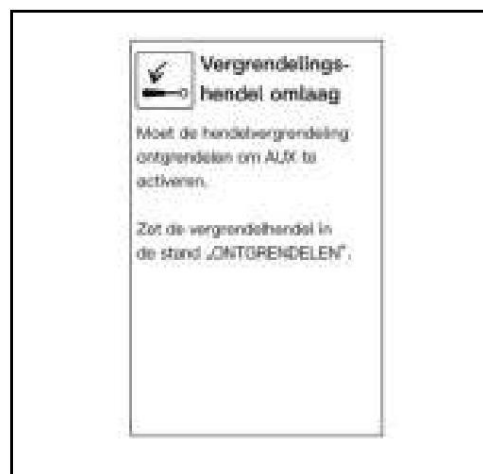 Vergrendelings-
hendel omlaag
Moet de hendelvergrendeling
ontgrendelen om AUX te
activeren.
Zet de vergrendelhendel in
de stand „ONTGRENDELEN”.